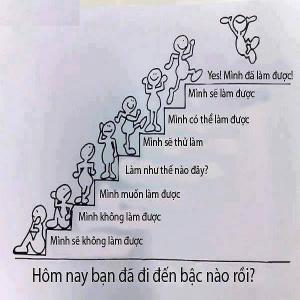 Yes! Mình đã làm được!
Mình sẽ làm được
Mình có thể làm được
Mình sẽ thử làm
Làm như thế nào đây?
Mình muốn làm được
Mình không làm được
Mình sẽ không làm được
Hôm nay bạn đã đi đến bậc nào rồi?